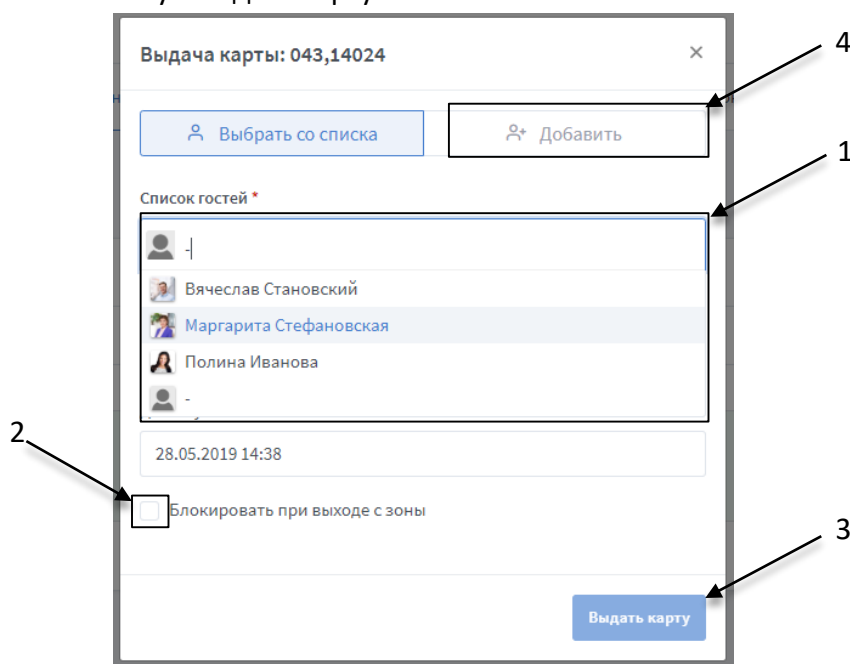 Выдача карты: 043,14024
4
Выбрать со списка
Добавить
1
Список гостей *
-
Вячеслав Становский
Маргарита Стефановская
Полина Иванова
-
2
28.05.2019 14:38
Блокировать при выходе с зоны
3
Выдать карту